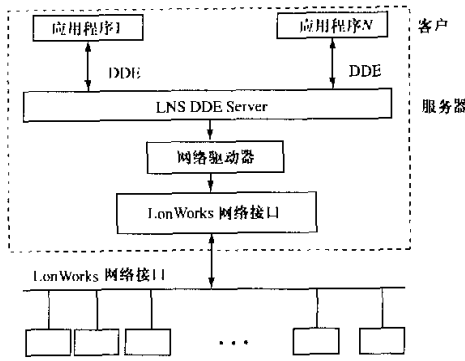 应用程序1 应用程序N 客户
DDE DDE
LNS DDE Server 服务器
网络驱动器
LonWorks 网络接口
LonWorks 网络接口
...